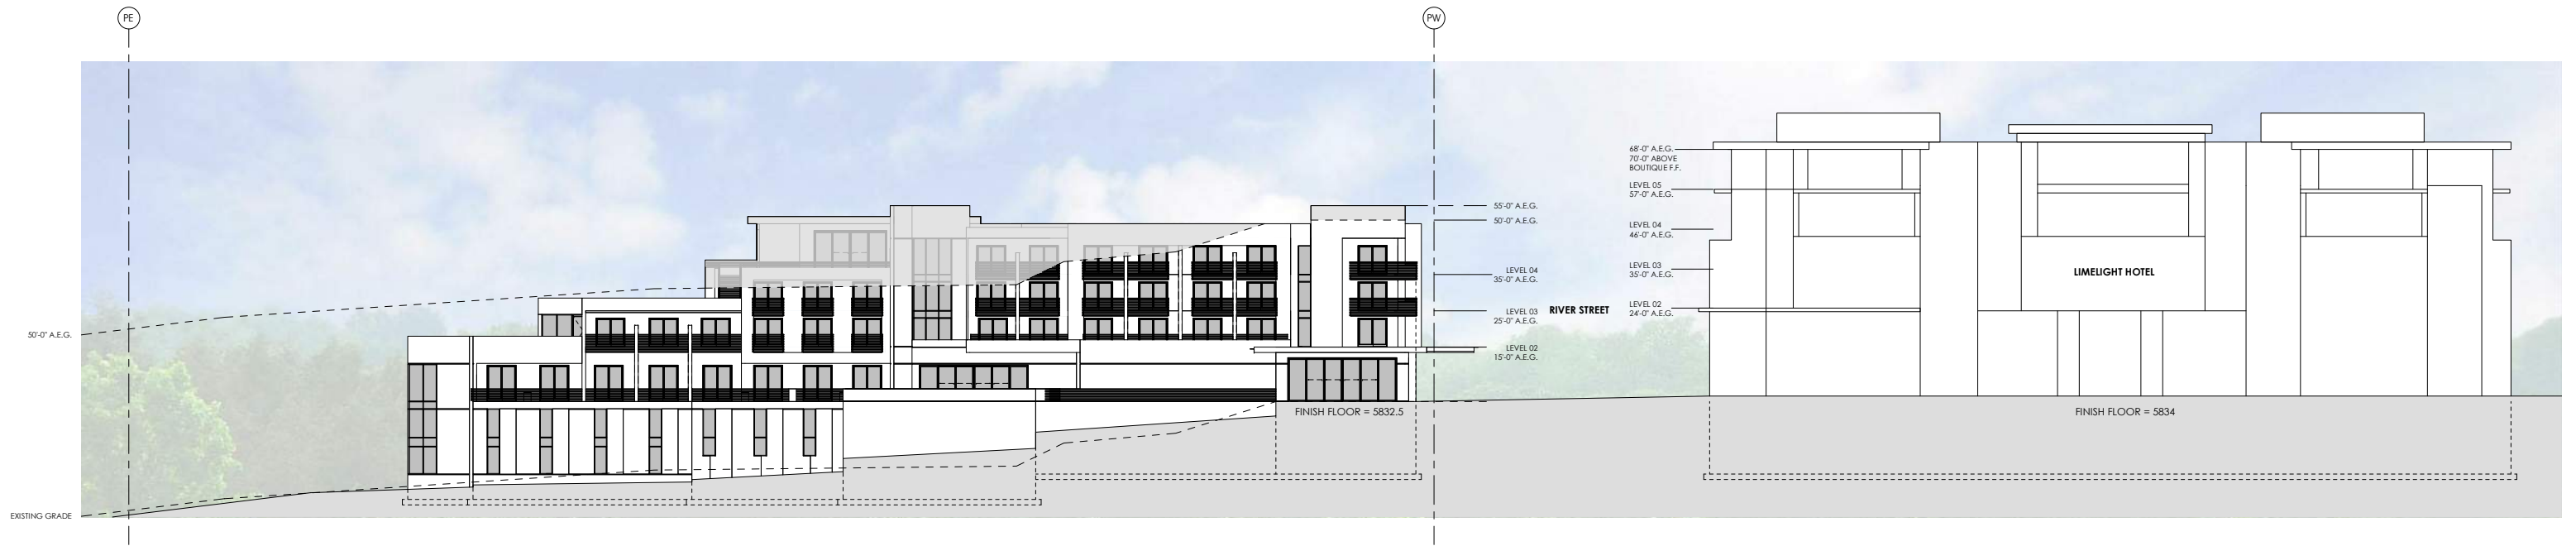 PE
PW
68'-0" A.E.G.
70'-0" ABOVE
BOUTIQUE F.F.
LEVEL 05
57'-0" A.E.G.
55'-0" A.E.G.
50'-0" A.E.G.
LEVEL 04
46'-0" A.E.G.
LEVEL 04
35'-0" A.E.G.
LEVEL 03
35'-0" A.E.G.
LIMELIGHT HOTEL
LEVEL 03
25'-0" A.E.G.
RIVER STREET
LEVEL 02
24'-0" A.E.G.
50'-0" A.E.G.
LEVEL 02
15'-0" A.E.G.
FINISH FLOOR = 5832.5
FINISH FLOOR = 5834
EXISTING GRADE